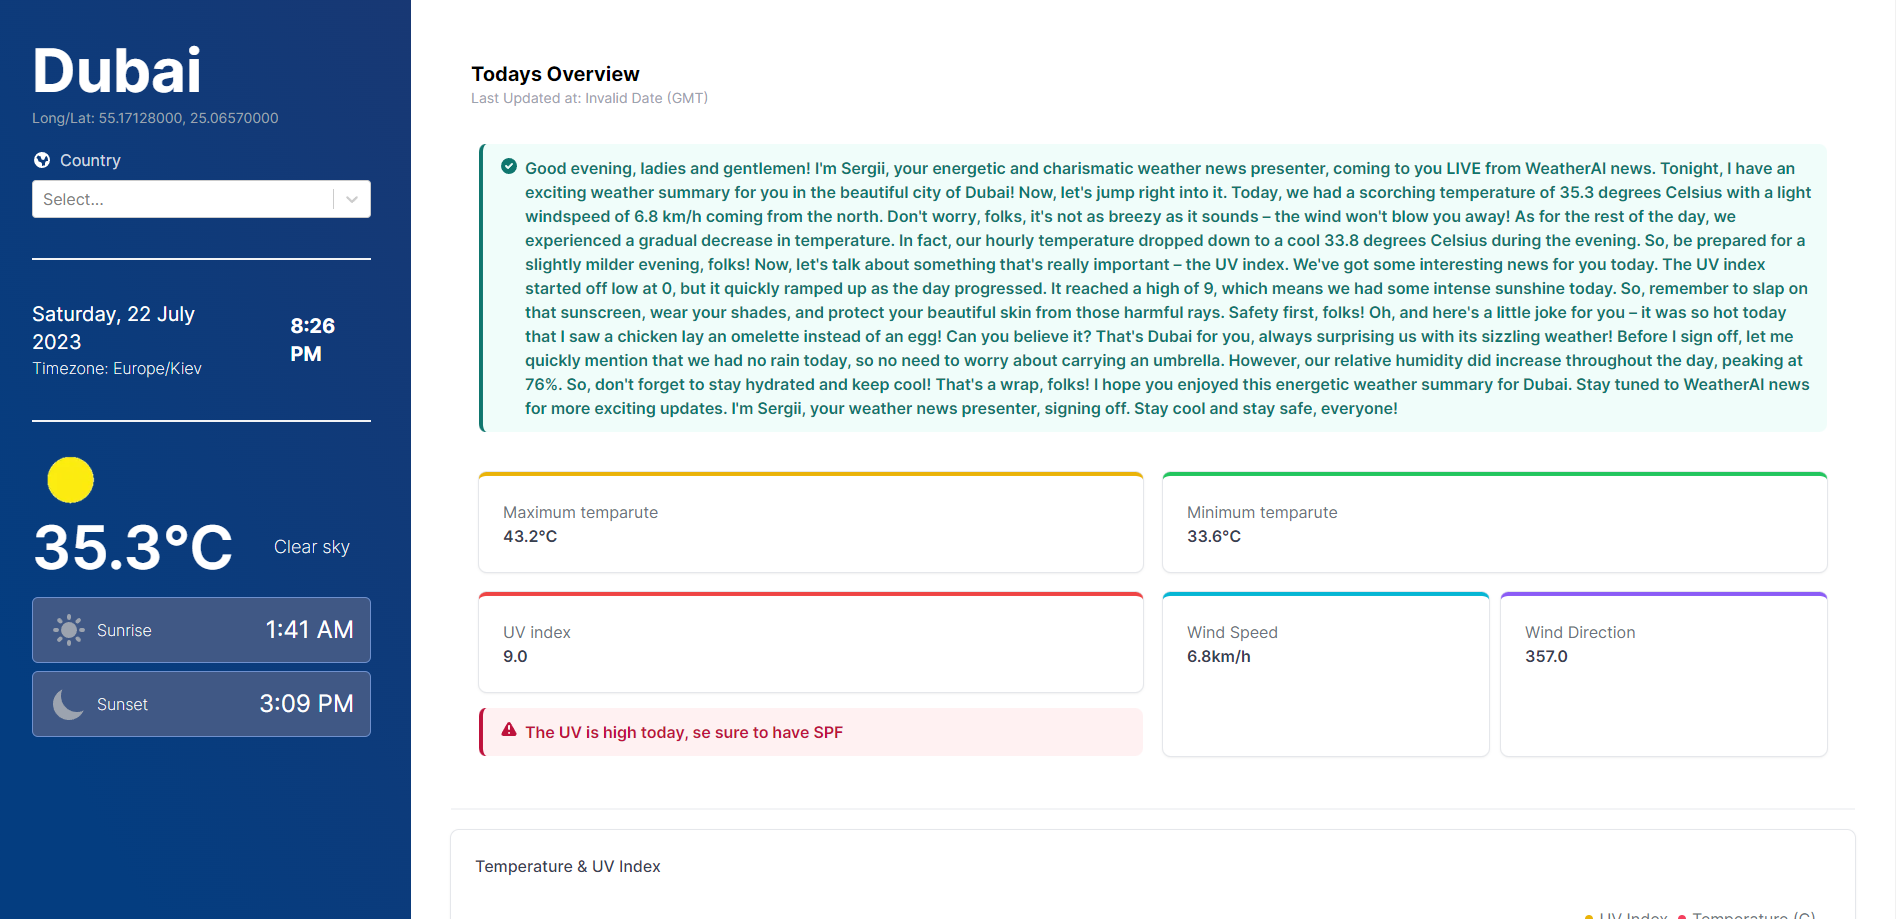 Dubai
Long/Lat: 55.17128000, 25.06570000
Country
Select...
Saturday, 22 July
2023
Timezone: Europe/Kiev
8:26
PM
35.3°C
Clear sky
Sunrise
1:41 AM
Sunset
3:09 PM
Todays Overview
Last Updated at: Invalid Date (GMT)
Good evening, ladies and gentlemen! I'm Sergii, your energetic and charismatic weather news presenter, coming to you LIVE from WeatherAI news. Tonight, I have an
exciting weather summary for you in the beautiful city of Dubai! Now, let's jump right into it. Today, we had a scorching temperature of 35.3 degrees Celsius with a light
windspeed of 6.8 km/h coming from the north. Don't worry, folks, it's not as breezy as it sounds – the wind won't blow you away! As for the rest of the day, we
experienced a gradual decrease in temperature. In fact, our hourly temperature dropped down to a cool 33.8 degrees Celsius during the evening. So, be prepared for a
slightly milder evening, folks! Now, let's talk about something that's really important – the UV index. We've got some interesting news for you today. The UV index
started off low at 0, but it quickly ramped up as the day progressed. It reached a high of 9, which means we had some intense sunshine today. So, remember to slap on
that sunscreen, wear your shades, and protect your beautiful skin from those harmful rays. Safety first, folks! Oh, and here's a little joke for you – it was so hot today
that I saw a chicken lay an omelette instead of an egg! Can you believe it? That's Dubai for you, always surprising us with its sizzling weather! Before I sign off, let me
quickly mention that we had no rain today, so no need to worry about carrying an umbrella. However, our relative humidity did increase throughout the day, peaking at
76%. So, don't forget to stay hydrated and keep cool! That's a wrap, folks! I hope you enjoyed this energetic weather summary for Dubai. Stay tuned to WeatherAI news
for more exciting updates. I'm Sergii, your weather news presenter, signing off. Stay cool and stay safe, everyone!
Maximum temparute
43.2°C
Minimum temparute
33.6°C
UV index
9.0
Wind Speed
6.8km/h
Wind Direction
357.0
The UV is high today, se sure to have SPF
Temperature & UV Index
UV Index
Temperature (C)